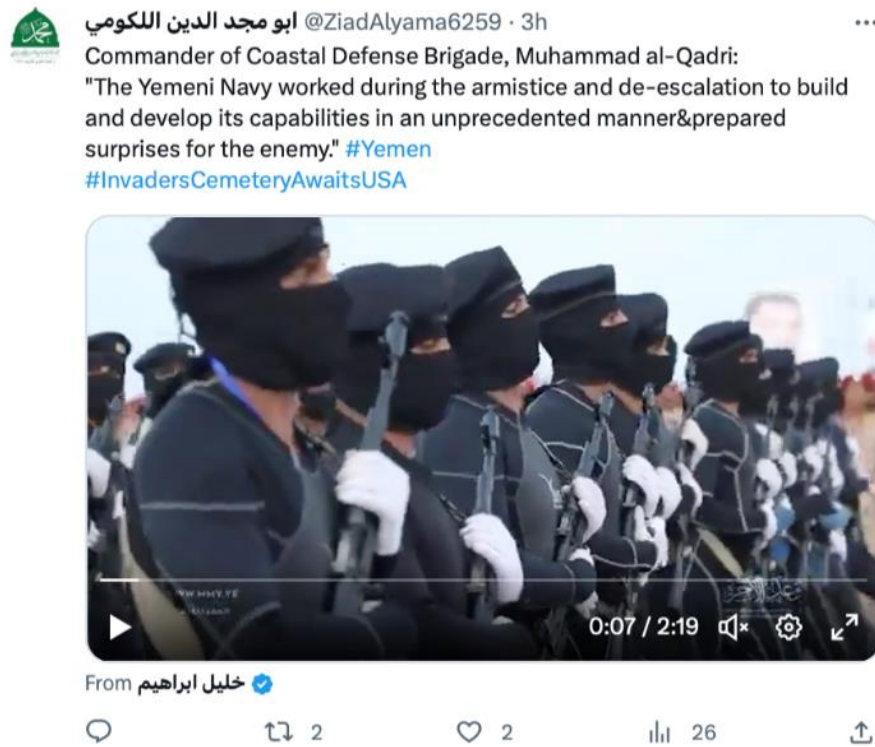 ابو مجد الدين اللكومي @ZiadAlyama6259 · 3h
Commander of Coastal Defense Brigade, Muhammad al-Qadri:
"The Yemeni Navy worked during the armistice and de-escalation to build
and develop its capabilities in an unprecedented manner&prepared
surprises for the enemy." #Yemen
#InvadersCemeteryAwaitsUSA
0:07 / 2:19
From خليل ابراهيم
2 2 26